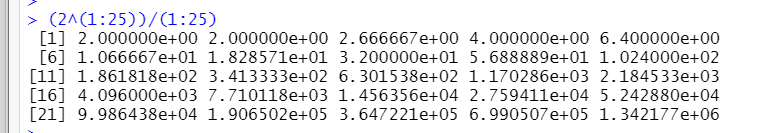 >
> (2^(1:25))/(1:25)
[1] 2.000000e+00 2.000000e+00 2.666667e+00 4.000000e+00 6.400000e+00
[6] 1.066667e+01 1.828571e+01 3.200000e+01 5.688889e+01 1.024000e+02
[11] 1.861818e+02 3.413333e+02 6.301538e+02 1.170286e+03 2.184533e+03
[16] 4.096000e+03 7.710118e+03 1.456356e+04 2.759411e+04 5.242880e+04
[21] 9.986438e+04 1.906502e+05 3.647221e+05 6.990507e+05 1.342177e+06
>